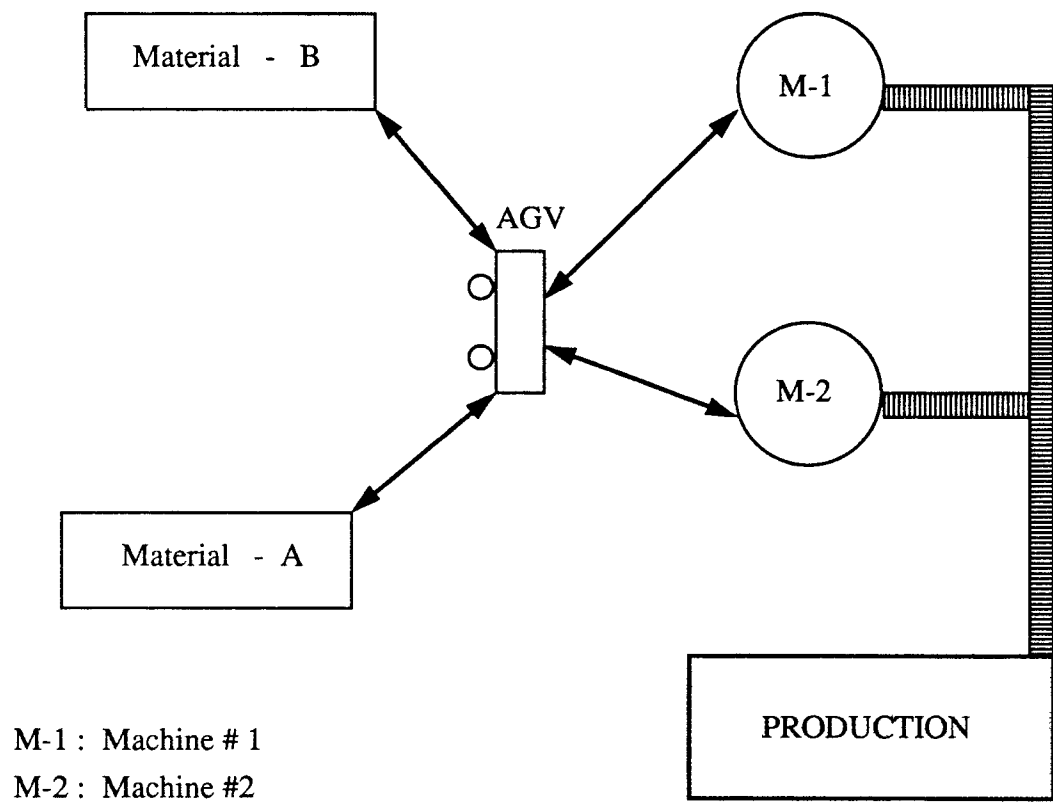 Material - B
M-1
AGV
M-2
Material - A
PRODUCTION
M-1 : Machine # 1
M-2 : Machine #2